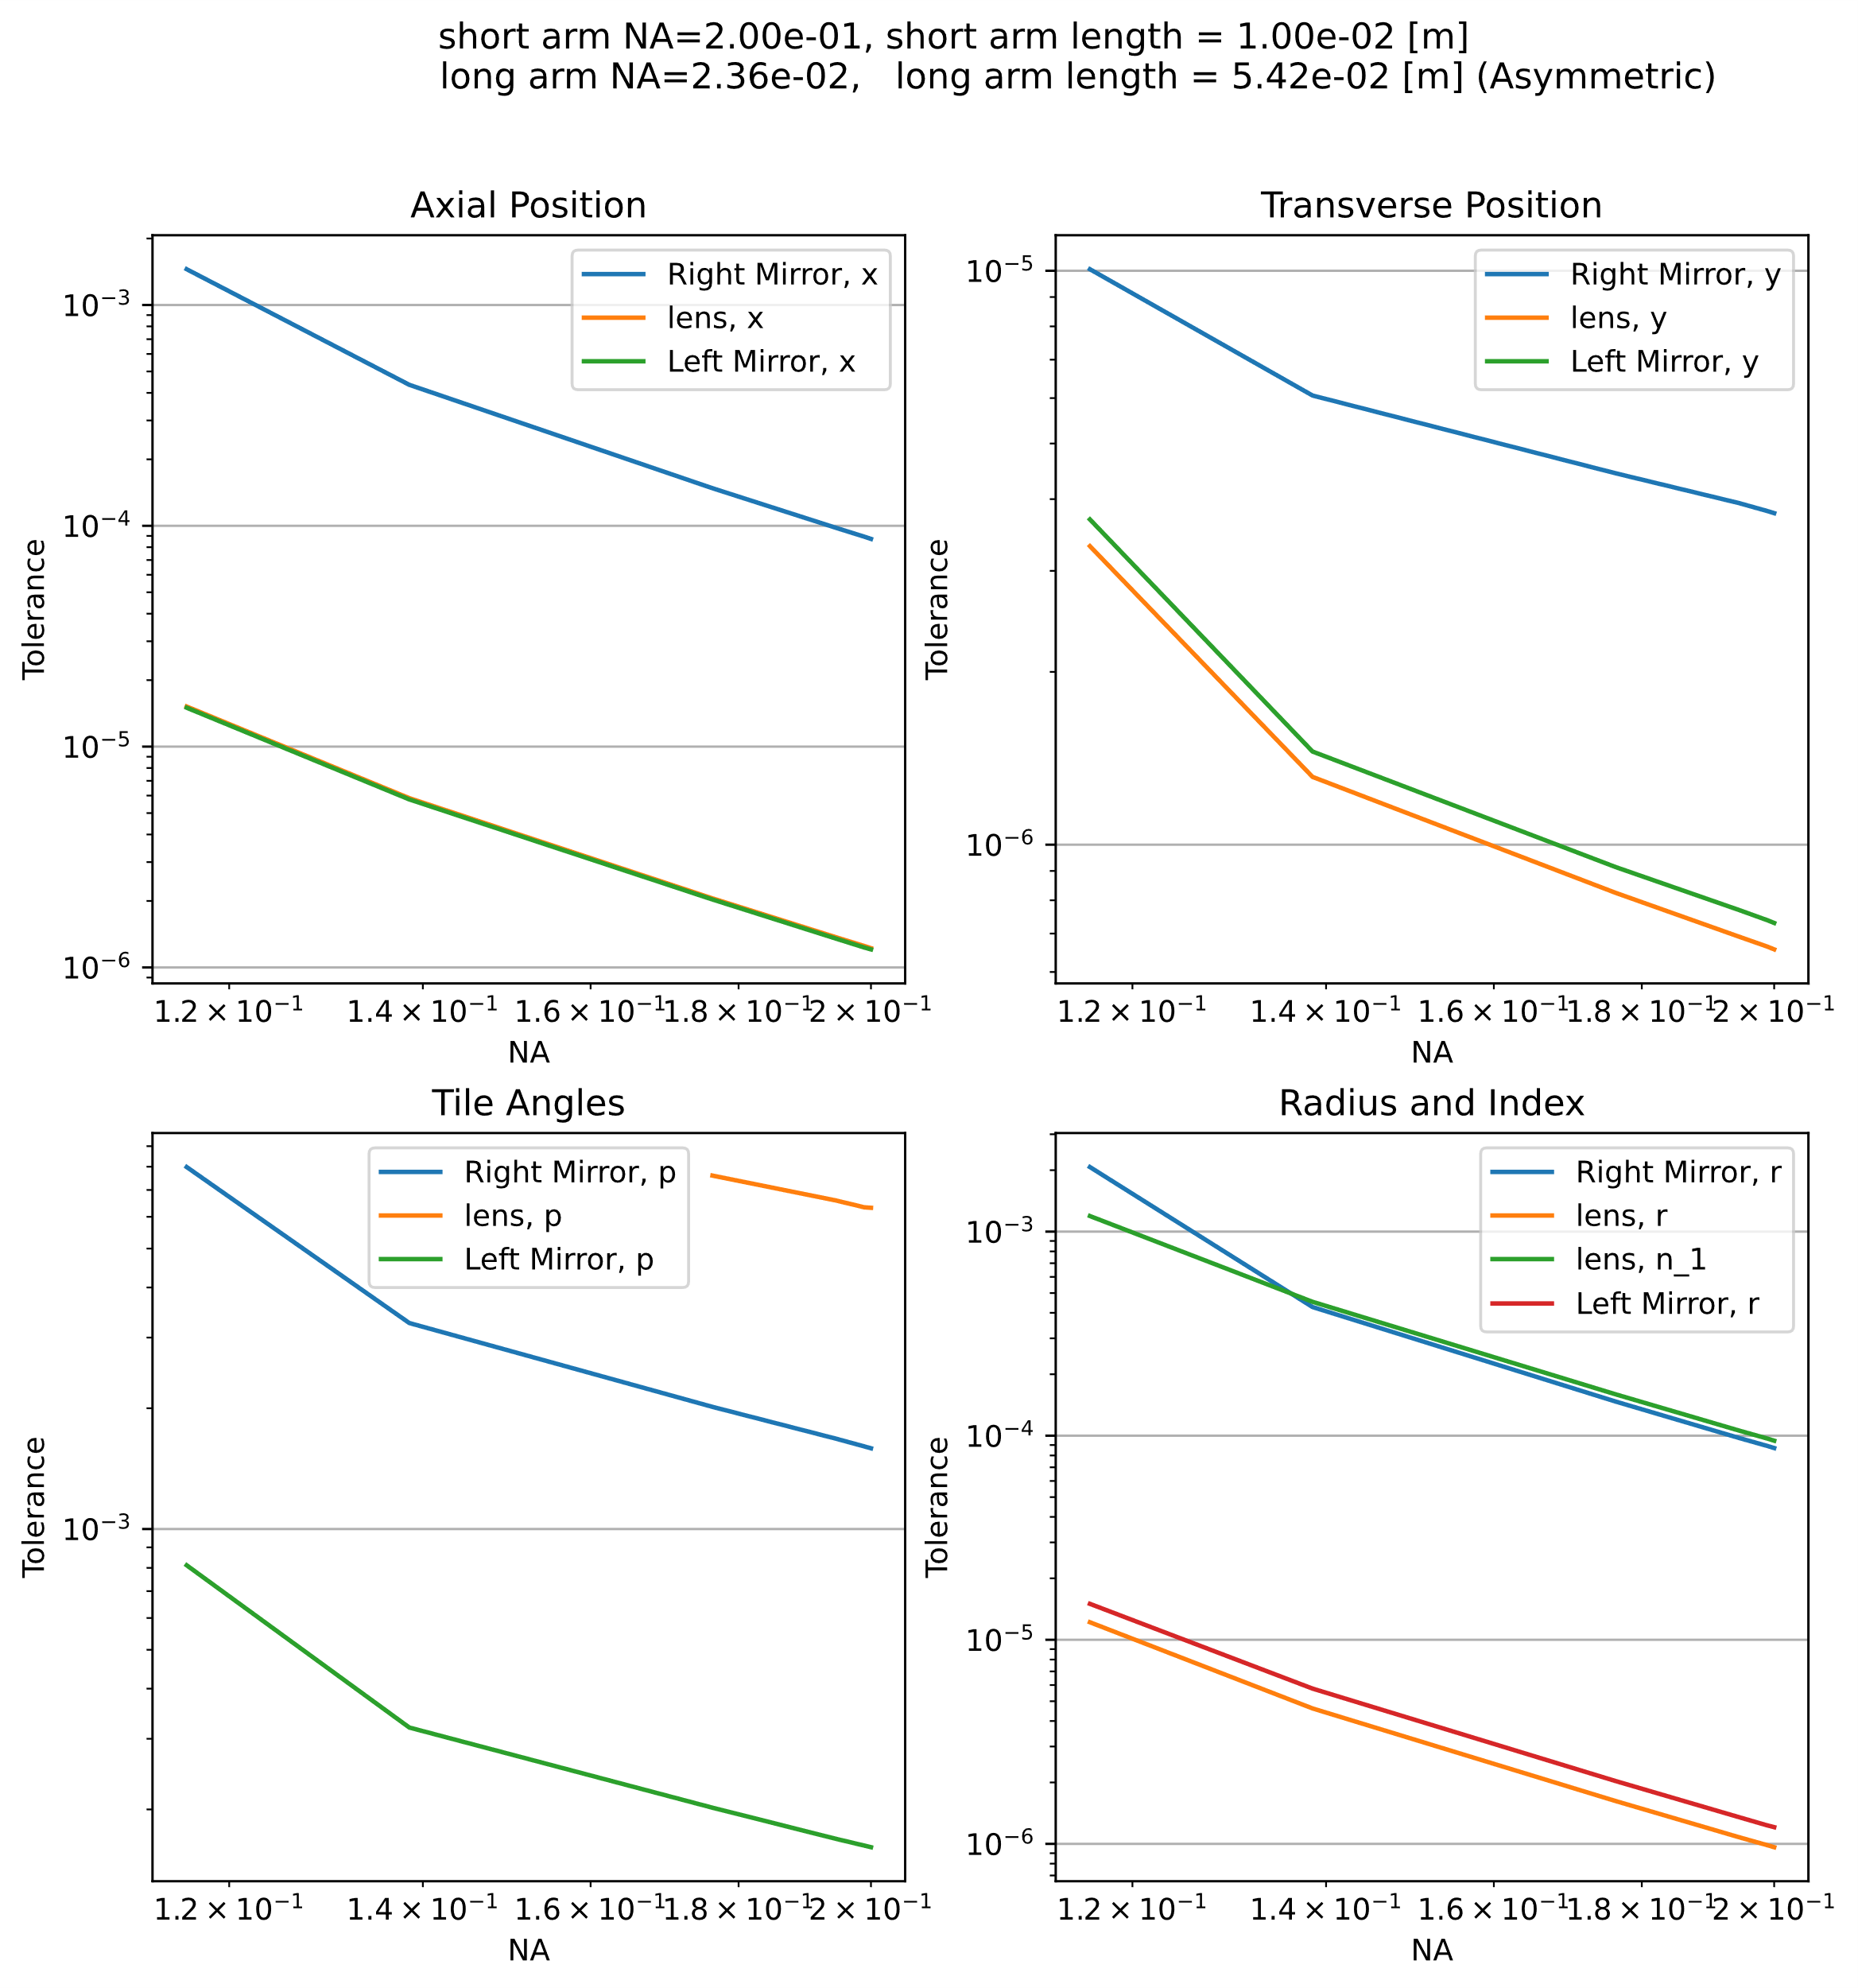 short arm NA=2.00e-01, short arm length = 1.00e-02 [m]
long arm NA=2.36e-02,   long arm length = 5.42e-02 [m] (Asymmetric)
Axial Position
Right Mirror, x
lens, x
Left Mirror, x
Tolerance
10⁻³
10⁻⁴
10⁻⁵
10⁻⁶
1.2 × 10⁻¹
1.4 × 10⁻¹
1.6 × 10⁻¹
1.8 × 10⁻¹
2 × 10⁻¹
NA
Transverse Position
Right Mirror, y
lens, y
Left Mirror, y
Tolerance
10⁻⁵
10⁻⁶
1.2 × 10⁻¹
1.4 × 10⁻¹
1.6 × 10⁻¹
1.8 × 10⁻¹
2 × 10⁻¹
NA
Tile Angles
Right Mirror, p
lens, p
Left Mirror, p
Tolerance
10⁻³
1.2 × 10⁻¹
1.4 × 10⁻¹
1.6 × 10⁻¹
1.8 × 10⁻¹
2 × 10⁻¹
NA
Radius and Index
Right Mirror, r
lens, r
lens, n_1
Left Mirror, r
Tolerance
10⁻³
10⁻⁴
10⁻⁵
10⁻⁶
1.2 × 10⁻¹
1.4 × 10⁻¹
1.6 × 10⁻¹
1.8 × 10⁻¹
2 × 10⁻¹
NA